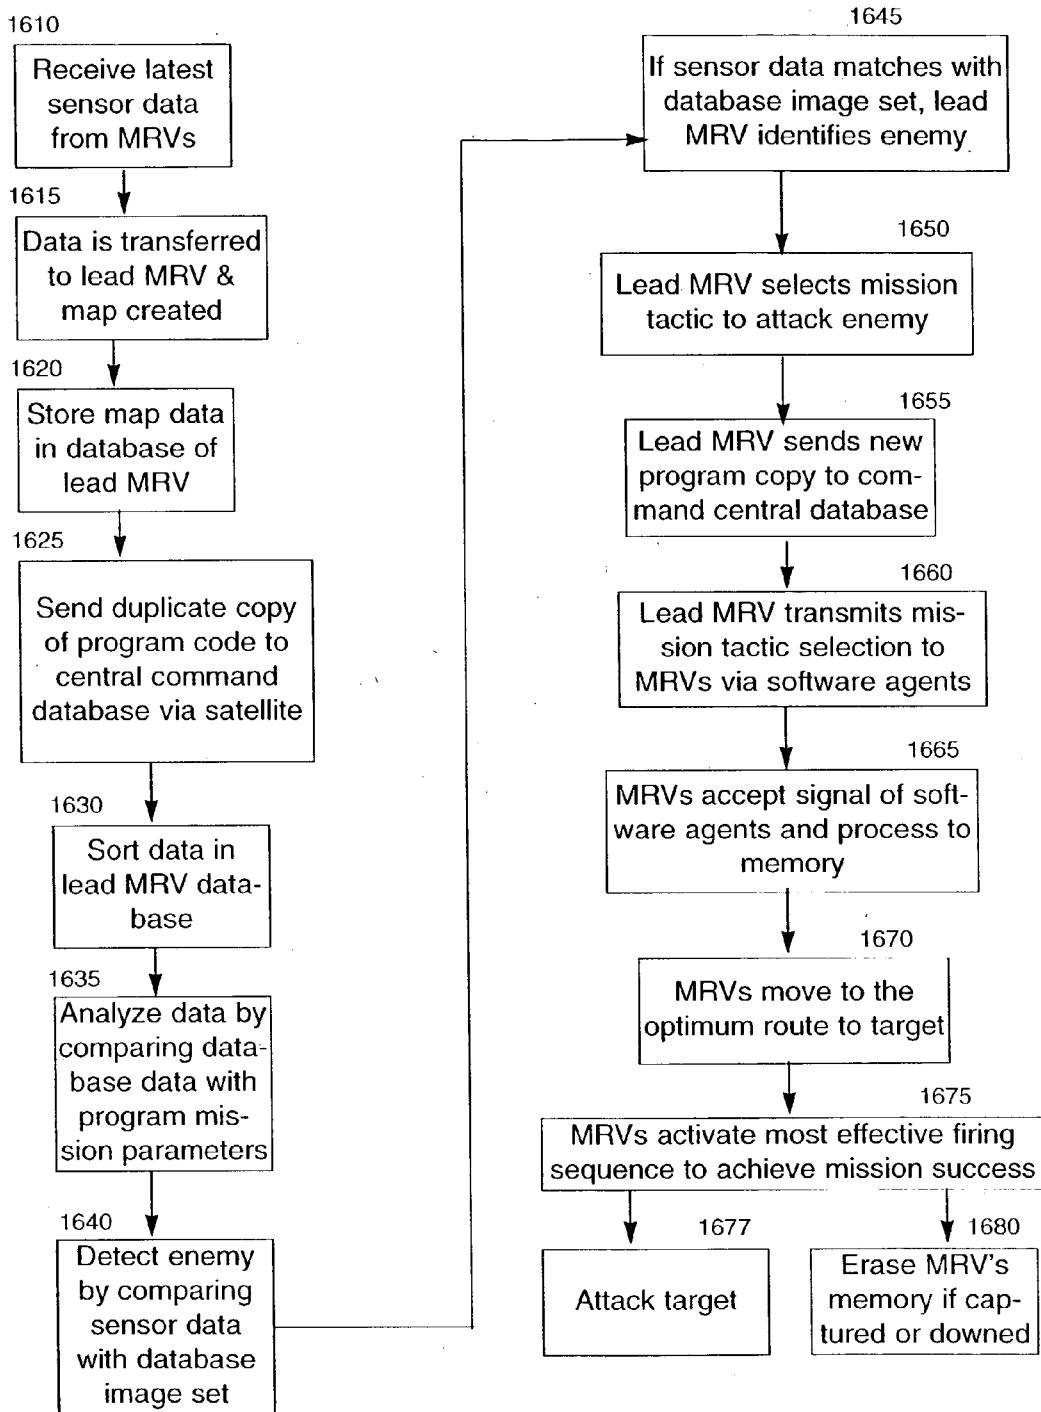 1610
Receive latest
sensor data
from MRVs
1615
Data is transferred
to lead MRV &
map created
1620
Store map data
in database of
lead MRV
1625
Send duplicate copy
of program code to
central command
database via satellite
1630
Sort data in
lead MRV data-
base
1635
Analyze data by
comparing data-
base data with
program mis-
sion parameters
1640
Detect enemy
by comparing
sensor data
with database
image set
1645
If sensor data matches with
database image set, lead
MRV identifies enemy
1650
Lead MRV selects mission
tactic to attack enemy
1655
Lead MRV sends new
program copy to com-
mand central database
1660
Lead MRV transmits mis-
sion tactic selection to
MRVs via software agents
1665
MRVs accept signal of soft-
ware agents and process to
memory
1670
MRVs move to the
optimum route to target
1675
MRVs activate most effective firing
sequence to achieve mission success
1677
Attack target
1680
Erase MRV's
memory if cap-
tured or downed